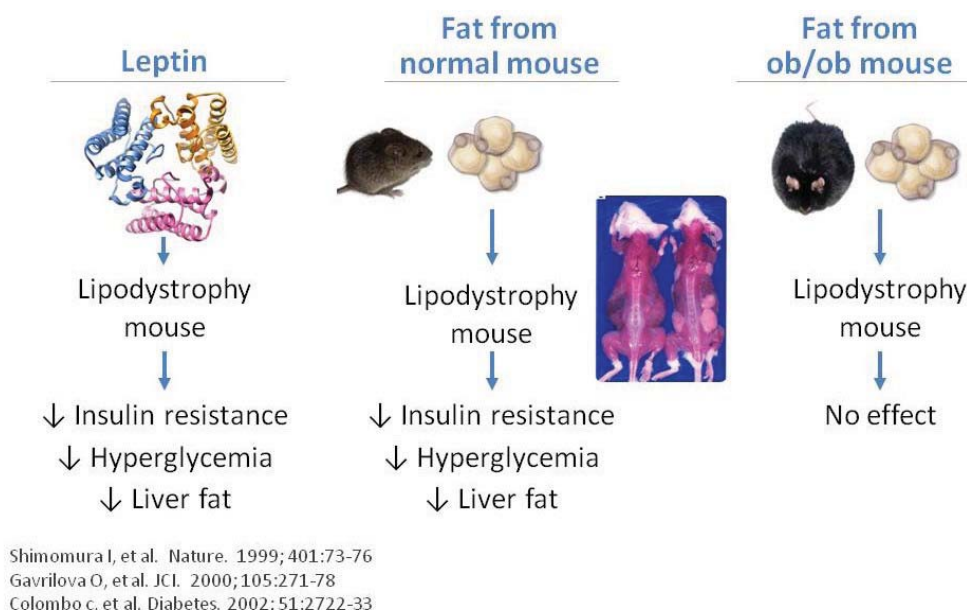 Leptin
Lipodystrophy
mouse
↓ Insulin resistance
↓ Hyperglycemia
↓ Liver fat
Fat from
normal mouse
Lipodystrophy
mouse
↓ Insulin resistance
↓ Hyperglycemia
↓ Liver fat
Fat from
ob/ob mouse
Lipodystrophy
mouse
No effect
Shimomura I, et al. Nature. 1999; 401:73-76
Gavrilova O, et al. JCI. 2000; 105:271-78
Colombo c. et al. Diabetes. 2002; 51:2722-33